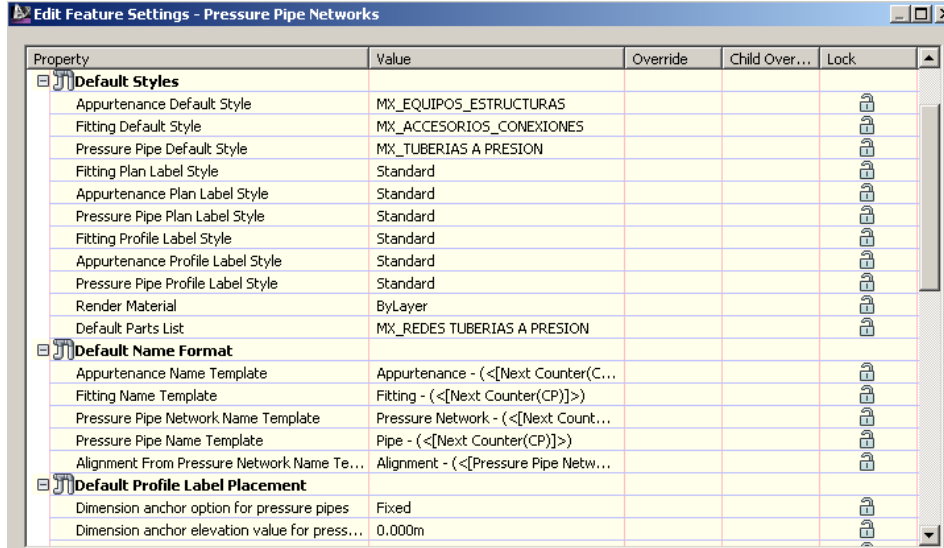 Edit Feature Settings - Pressure Pipe Networks
Property Value Override Child Over... Lock
Default Styles
Appurtenance Default Style MX_EQUIPOS_ESTRUCTURAS
Fitting Default Style MX_ACCESORIOS_CONEXIONES
Pressure Pipe Default Style MX_TUBERIAS A PRESION
Fitting Plan Label Style Standard
Appurtenance Plan Label Style Standard
Pressure Pipe Plan Label Style Standard
Fitting Profile Label Style Standard
Appurtenance Profile Label Style Standard
Pressure Pipe Profile Label Style Standard
Render Material ByLayer
Default Parts List MX_REDES TUBERIAS A PRESION
Default Name Format
Appurtenance Name Template Appurtenance - (<[Next Counter(C...
Fitting Name Template Fitting - (<[Next Counter(CP)]>)
Pressure Pipe Network Name Template Pressure Network - (<[Next Count...
Pressure Pipe Name Template Pipe - (<[Next Counter(CP)]>)
Alignment From Pressure Network Name Te... Alignment - (<[Pressure Pipe Netw...
Default Profile Label Placement
Dimension anchor option for pressure pipes Fixed
Dimension anchor elevation value for press... 0.000m